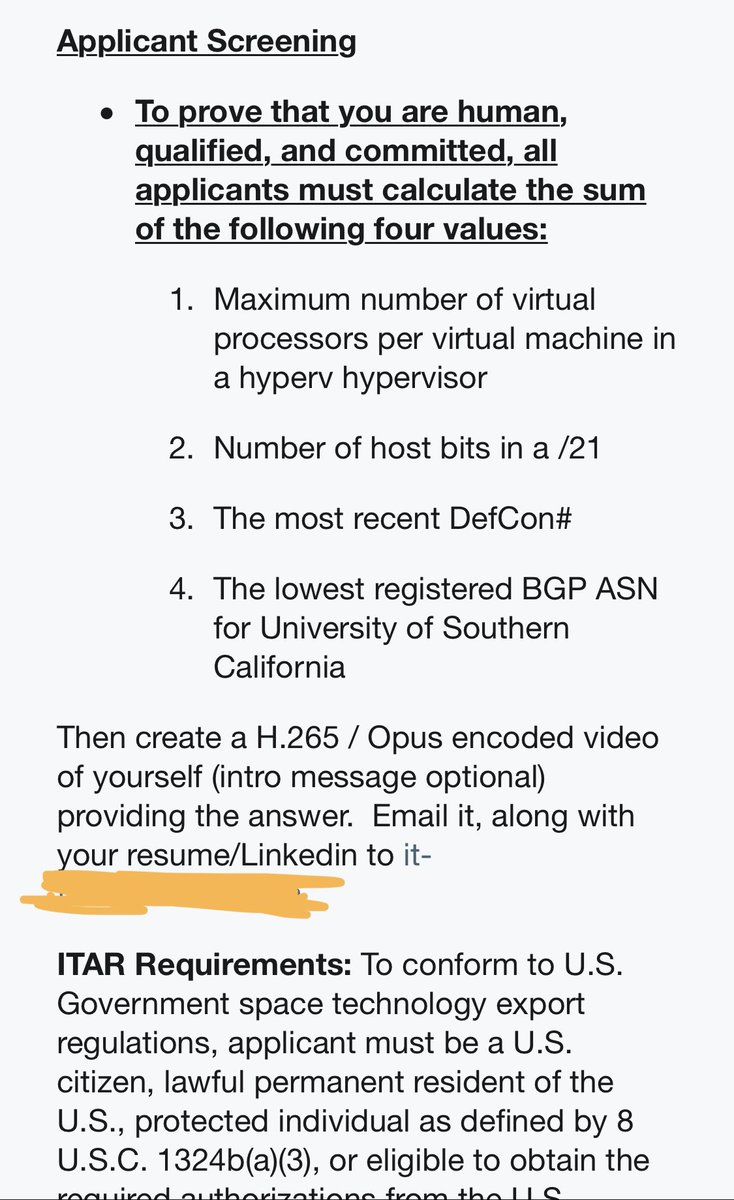 Applicant Screening
• To prove that you are human,
qualified, and committed, all
applicants must calculate the sum
of the following four values:
1. Maximum number of virtual
processors per virtual machine in
a hyperv hypervisor
2. Number of host bits in a /21
3. The most recent DefCon#
4. The lowest registered BGP ASN
for University of Southern
California
Then create a H.265 / Opus encoded video
of yourself (intro message optional)
providing the answer.  Email it, along with
your resume/Linkedin to it-
ITAR Requirements: To conform to U.S.
Government space technology export
regulations, applicant must be a U.S.
citizen, lawful permanent resident of the
U.S., protected individual as defined by 8
U.S.C. 1324b(a)(3), or eligible to obtain the
required authorizations from the U.S.